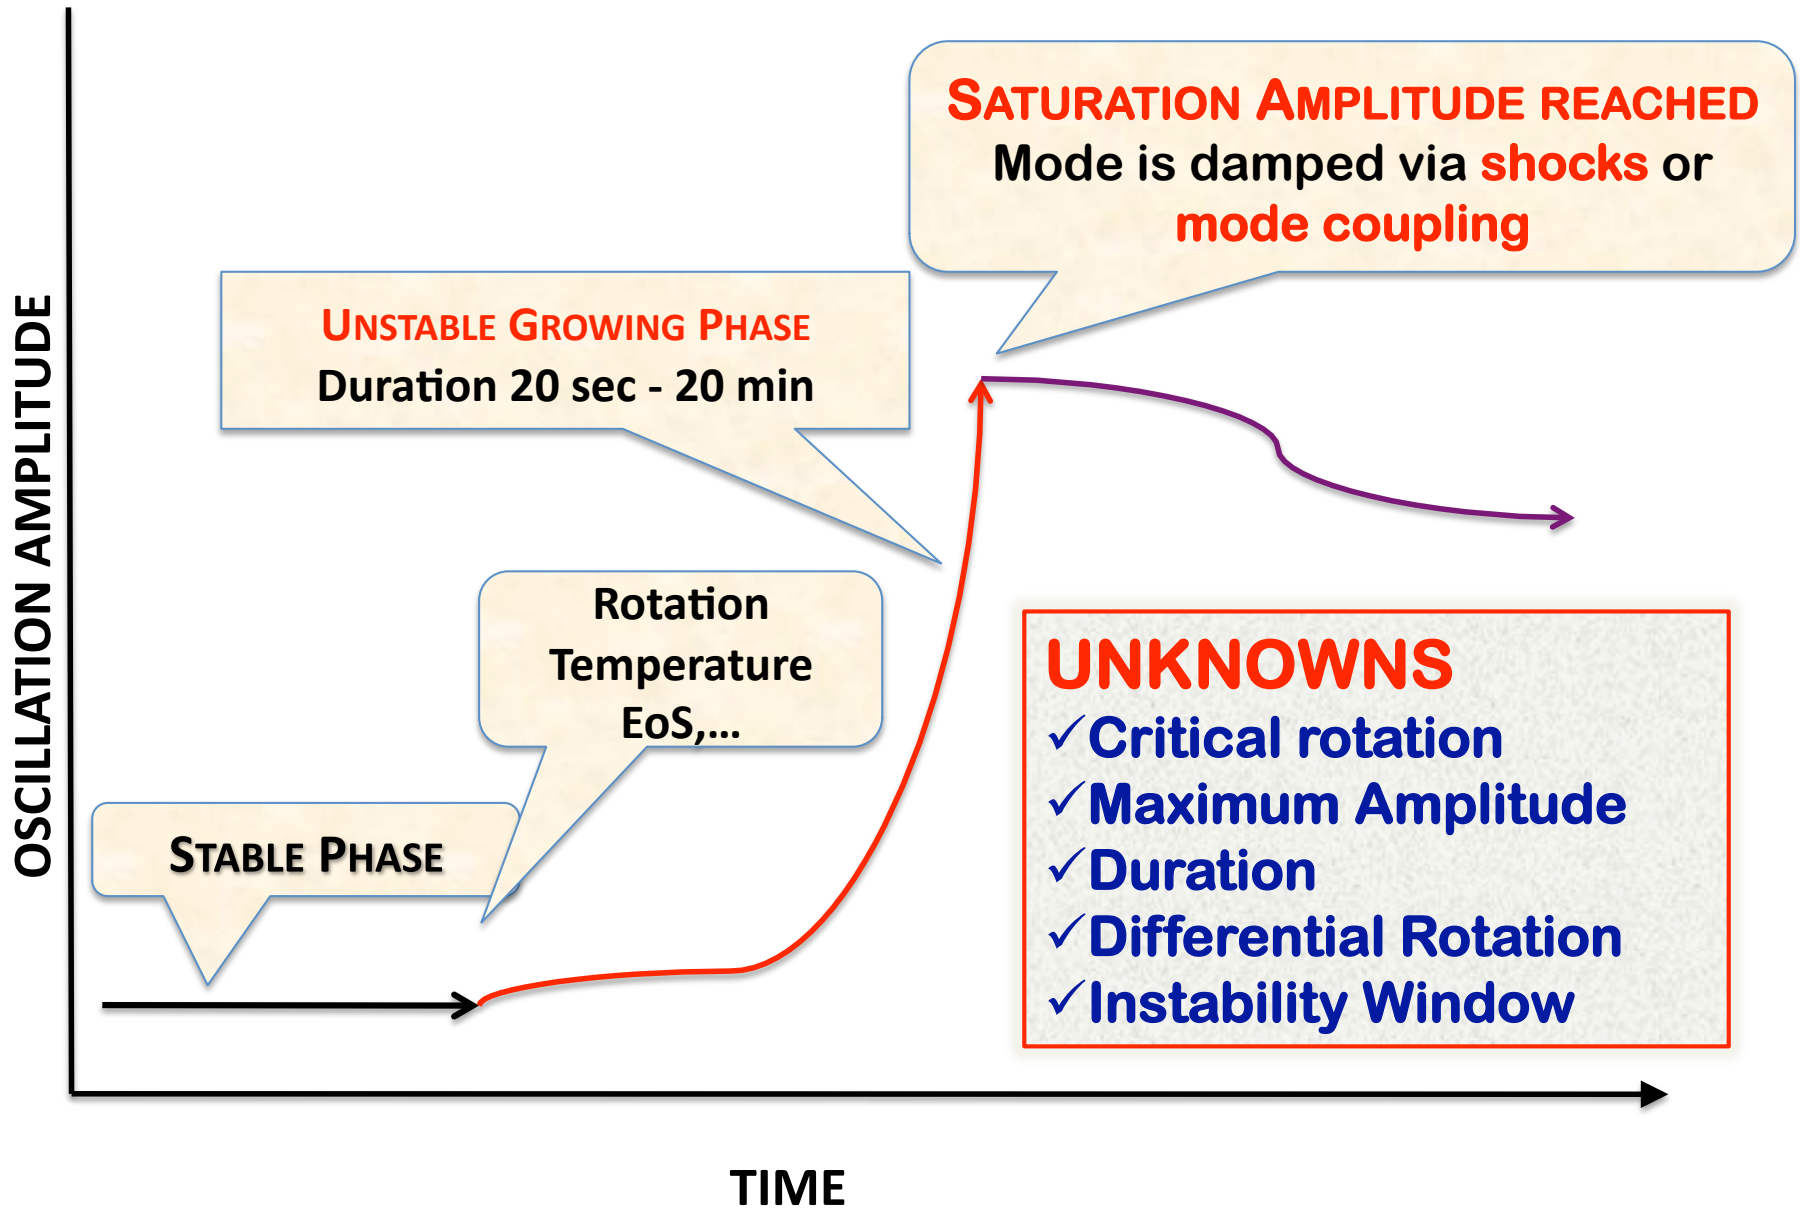 SATURATION AMPLITUDE REACHED
Mode is damped via shocks or
mode coupling
UNSTABLE GROWING PHASE
Duration 20 sec - 20 min
Rotation
Temperature
EoS,...
STABLE PHASE
OSCILLATION AMPLITUDE
UNKNOWNS
✓Critical rotation
✓Maximum Amplitude
✓Duration
✓Differential Rotation
✓Instability Window
TIME